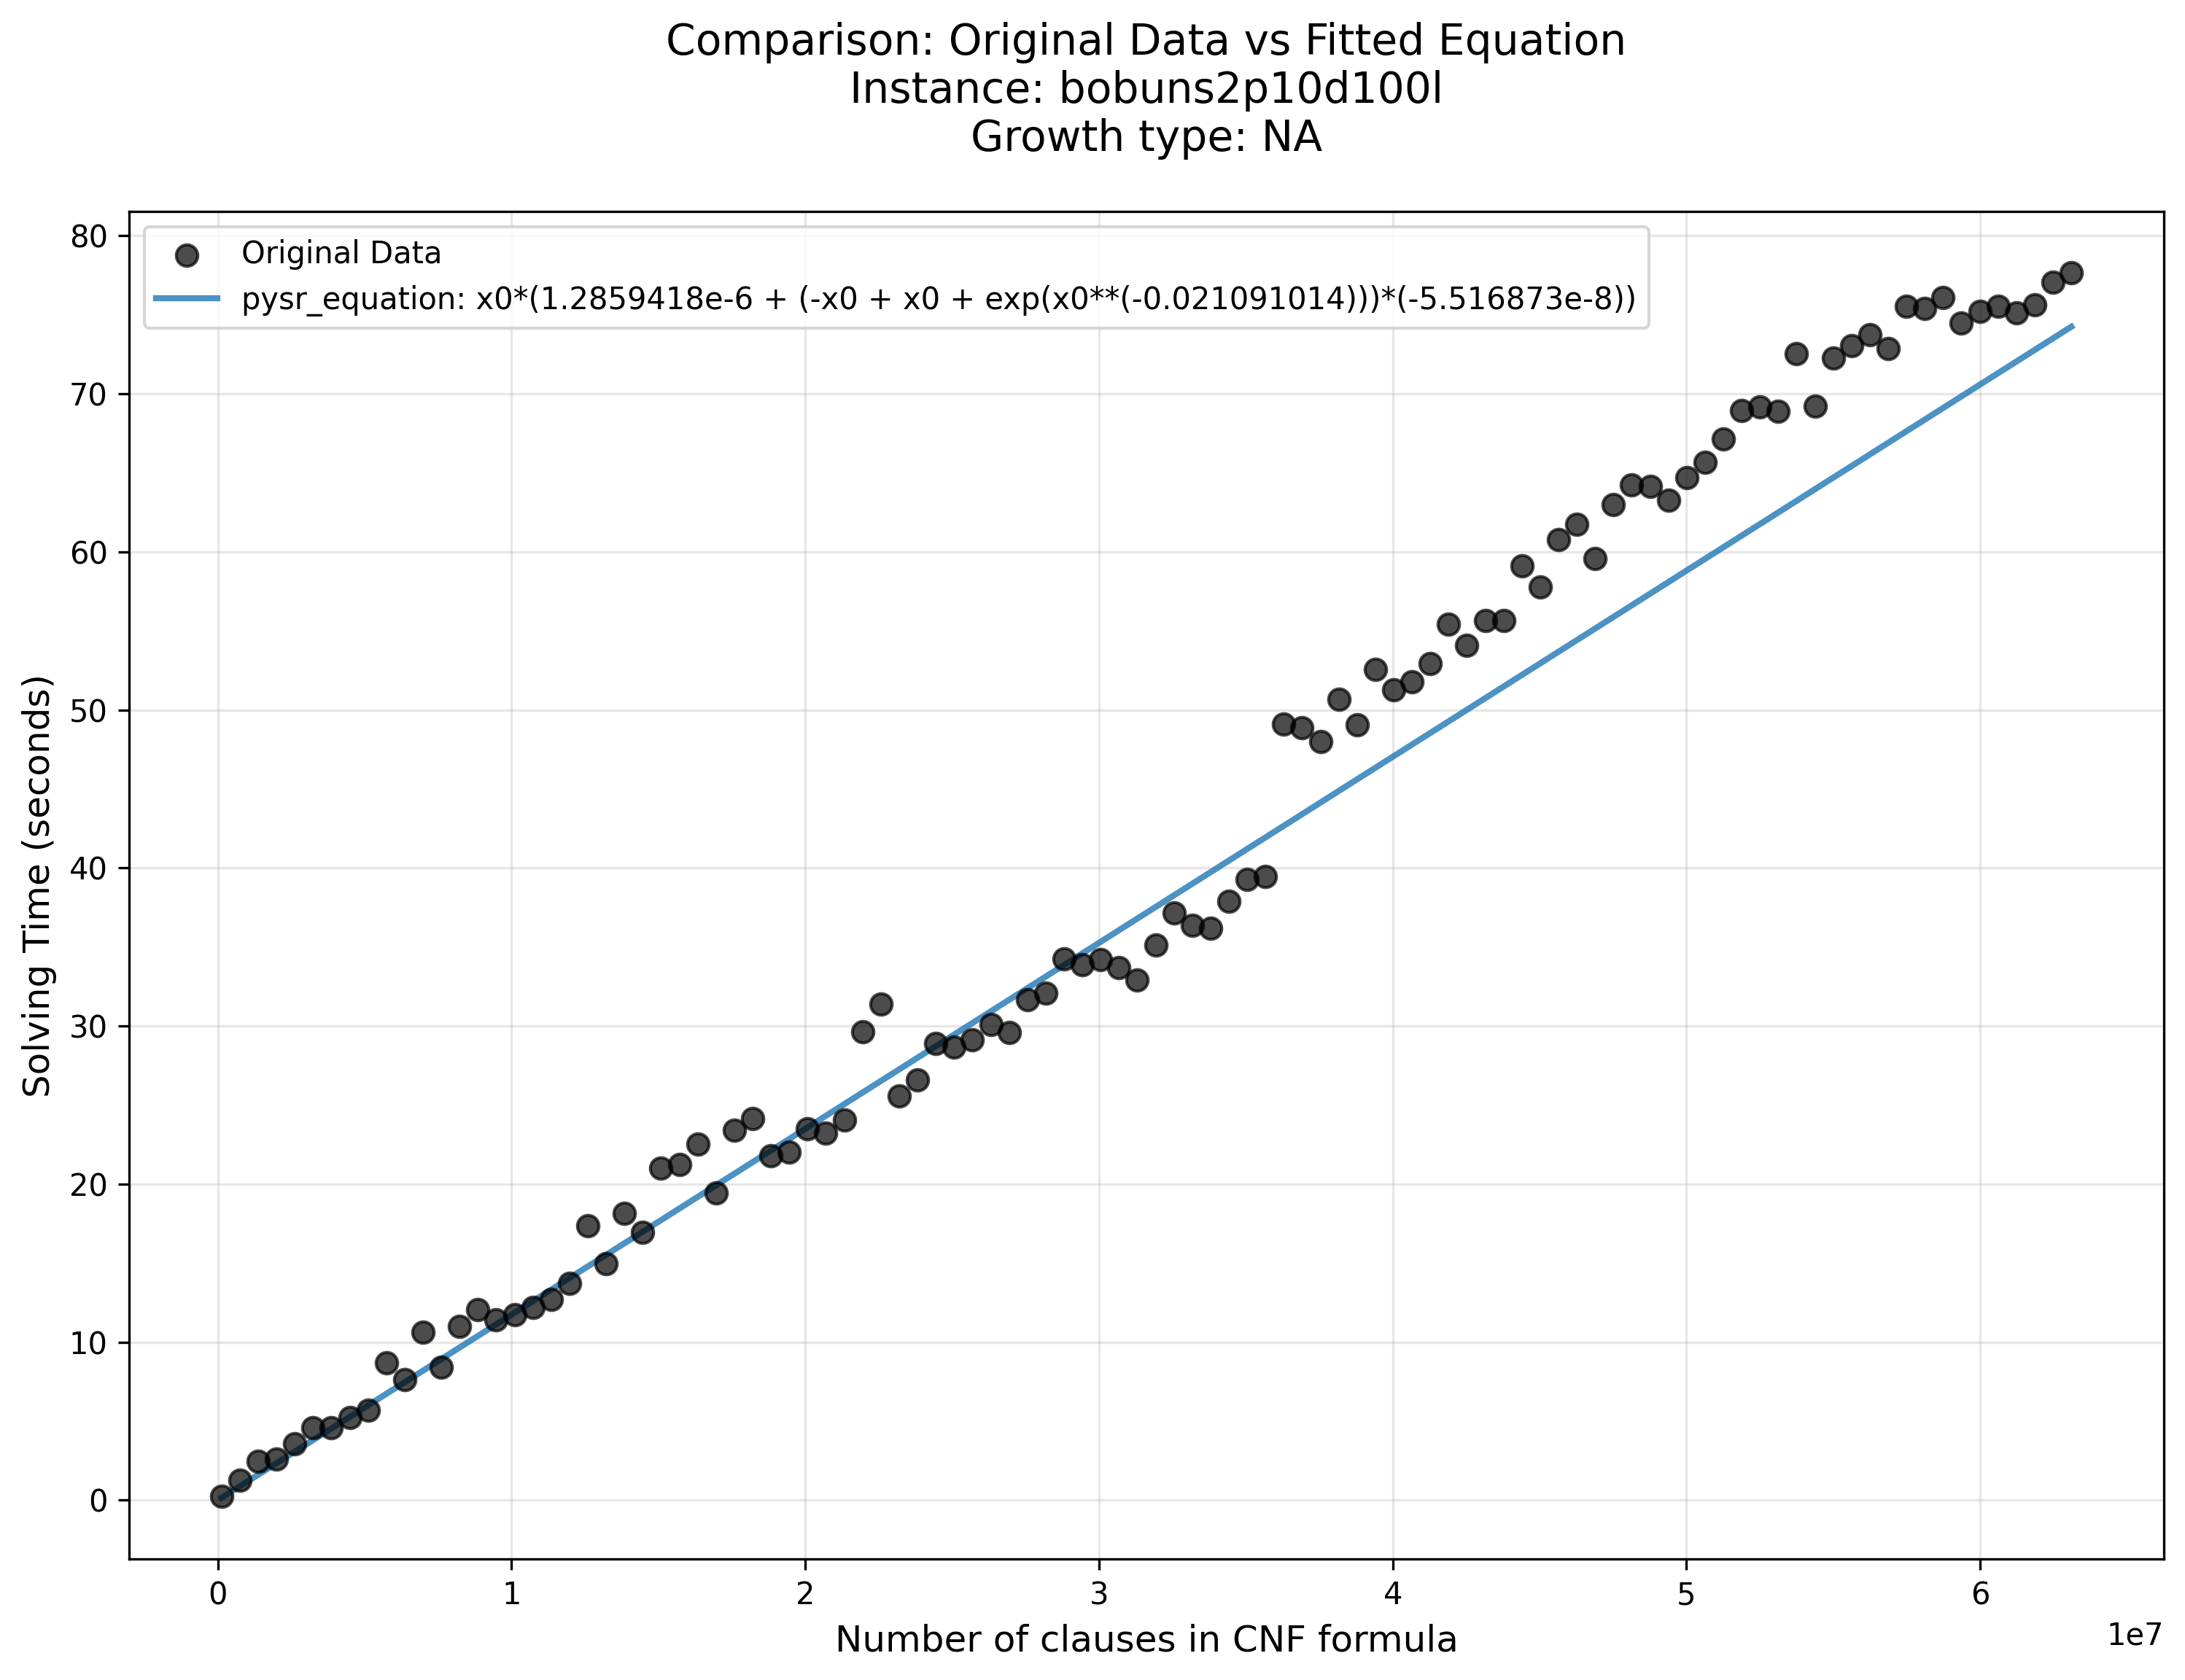 Comparison: Original Data vs Fitted Equation
Instance: bobuns2p10d100l
Growth type: NA
Original Data
pysr_equation: x0*(1.2859418e-6 + (-x0 + x0 + exp(x0**(-0.021091014)))*(-5.516873e-8))
80
70
60
50
40
30
20
10
0
Solving Time (seconds)
0 1 2 3 4 5 6
1e7
Number of clauses in CNF formula